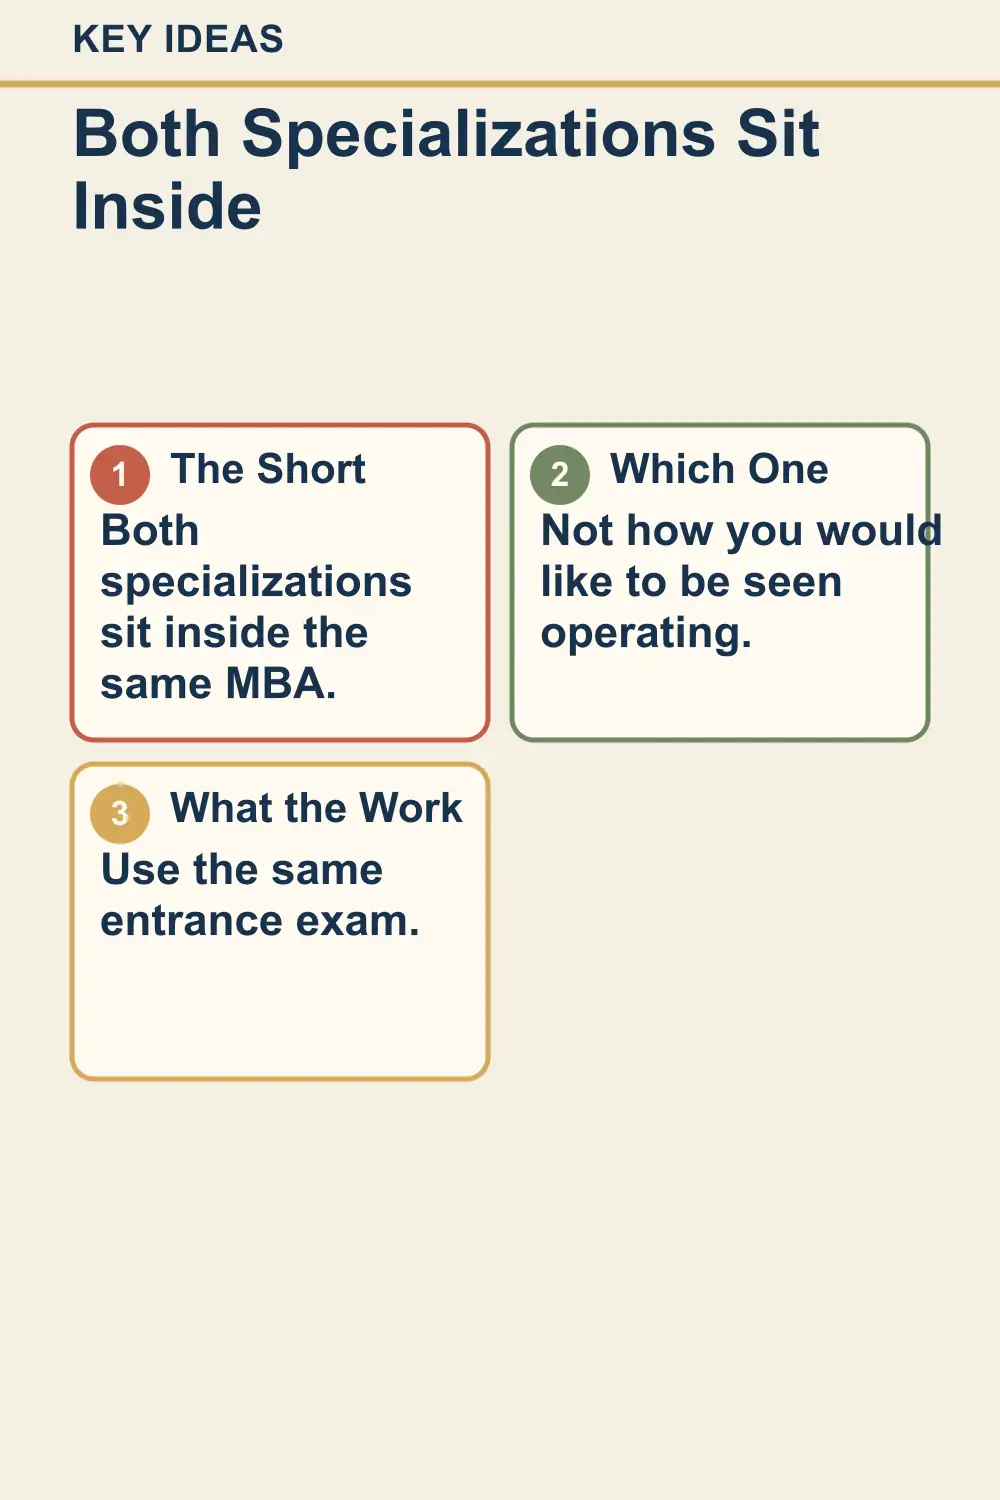 KEY IDEAS
Both Specializations Sit
Inside
1 The Short
Both
specializations
sit inside the
same MBA.
2 Which One
Not how you would
like to be seen
operating.
3 What the Work
Use the same
entrance exam.